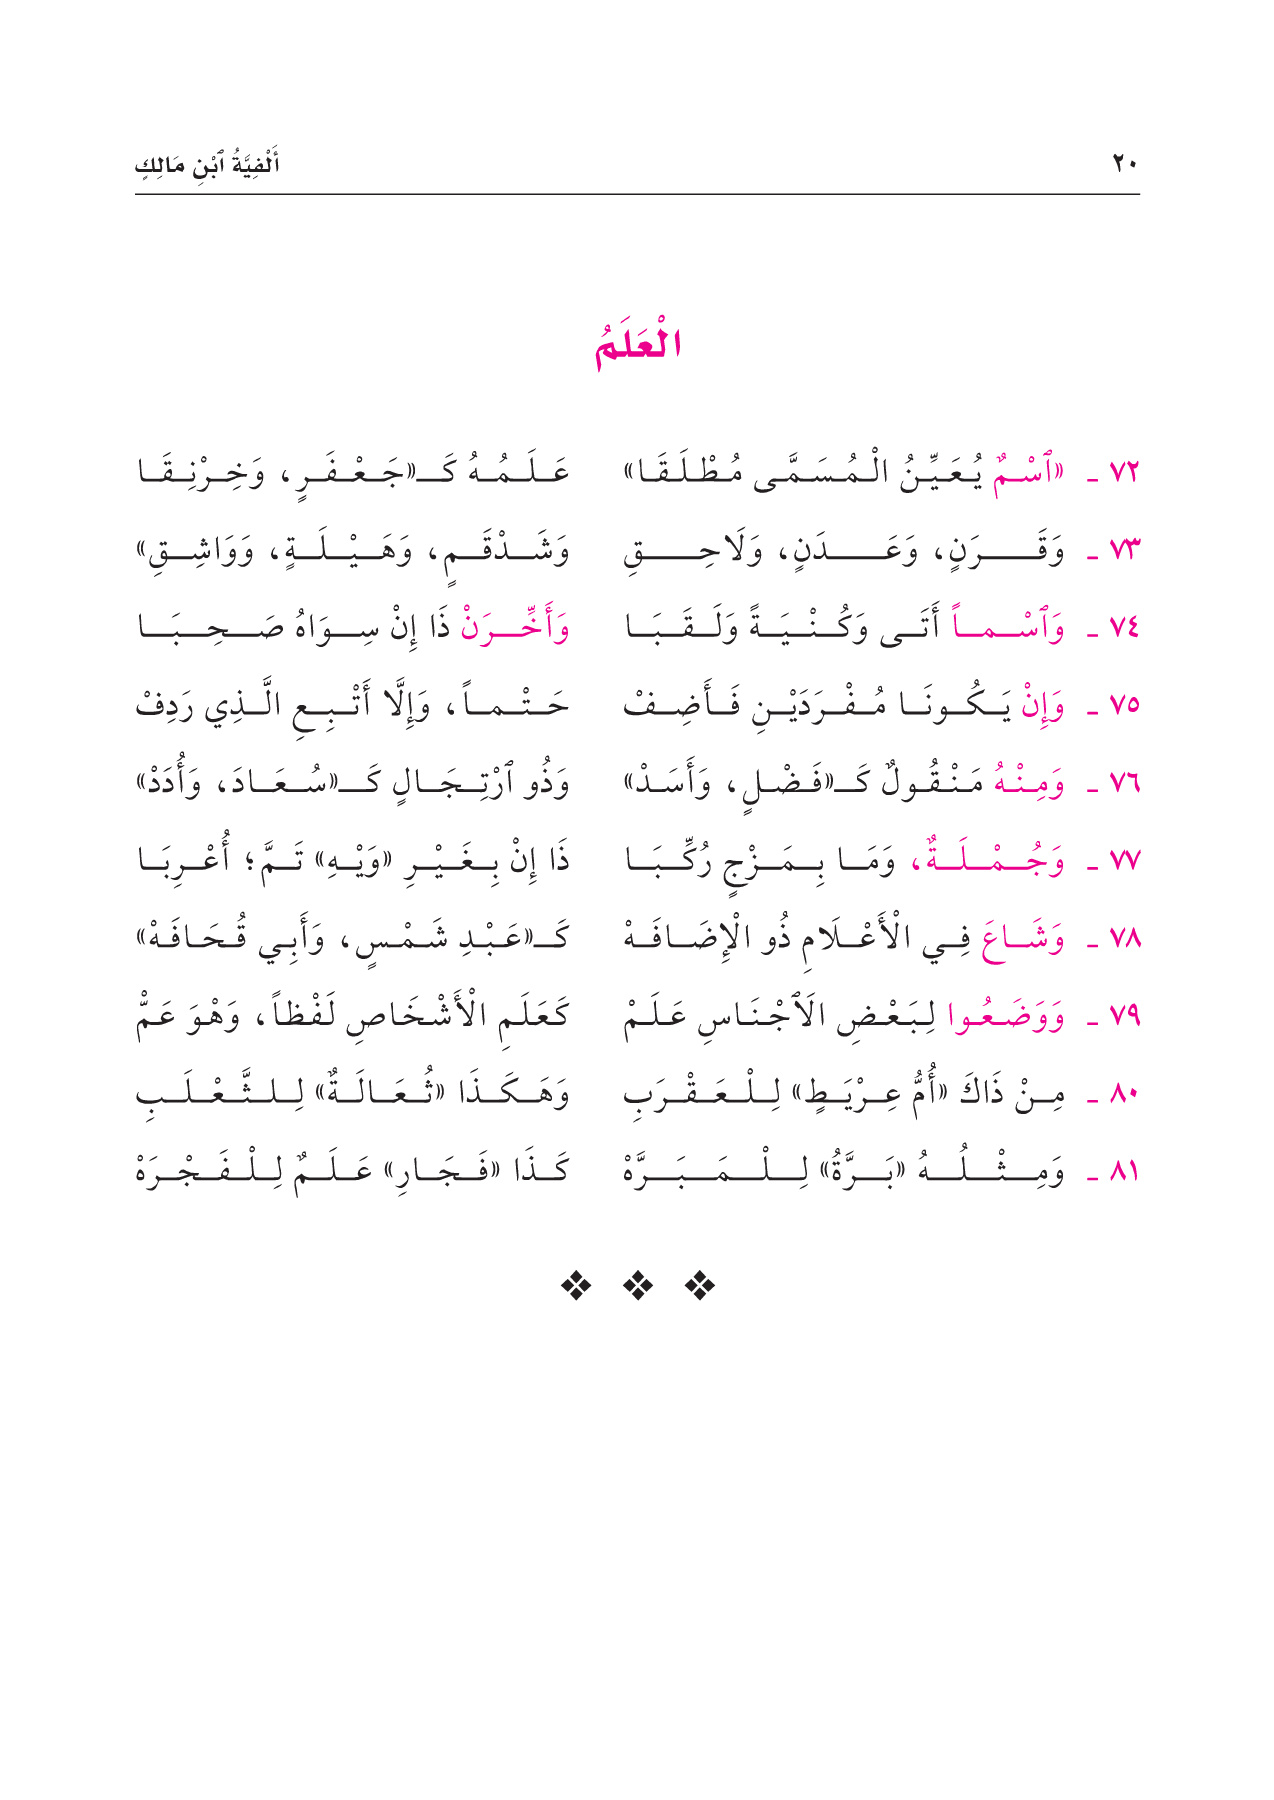 ٢٠ أَلْفِيَّةُ ٱبْنِ مَالِكٍ
الْعَلَمُ
٧٢ ـ «ٱسْمٌ يُعَيِّنُ الْمُسَمَّى مُطْلَقَا» عَلَمُهُ كَـ«جَعْفَرٍ، وَخِرْنِقَا
٧٣ ـ وَقَرَنٍ، وَعَدَنٍ، وَلَاحِقِ وَشَدْقَمٍ، وَهَيْلَةٍ، وَوَاشِقِ»
٧٤ ـ وَٱسْماً أَتَى وَكُنْيَةً وَلَقَبَا وَأَخِّرَنْ ذَا إِنْ سِوَاهُ صَحِبَا
٧٥ ـ وَإِنْ يَكُونَا مُفْرَدَيْنِ فَأَضِفْ حَتْماً، وَإِلَّا أَتْبِعِ الَّذِي رَدِفْ
٧٦ ـ وَمِنْهُ مَنْقُولٌ كَـ«فَضْلٍ، وَأَسَدْ» وَذُو ٱرْتِجَالٍ كَـ«سُعَادَ، وَأُدَدْ»
٧٧ ـ وَجُمْلَةٌ، وَمَا بِمَزْجٍ رُكِّبَا ذَا إِنْ بِغَيْرِ «وَيْهِ» تَمَّ؛ أُعْرِبَا
٧٨ ـ وَشَاعَ فِي الْأَعْلَامِ ذُو الْإِضَافَهْ كَـ«عَبْدِ شَمْسٍ، وَأَبِي قُحَافَهْ»
٧٩ ـ وَوَضَعُوا لِبَعْضِ الَٱجْنَاسِ عَلَمْ كَعَلَمِ الْأَشْخَاصِ لَفْظاً، وَهْوَ عَمّْ
٨٠ ـ مِنْ ذَاكَ «أُمُّ عِرْيَطٍ» لِلْعَقْرَبِ وَهَكَذَا «ثُعَالَةٌ» لِلثَّعْلَبِ
٨١ ـ وَمِثْلُهُ «بَرَّةُ» لِلْمَبَرَّهْ كَذَا «فَجَارِ» عَلَمٌ لِلْفَجْرَهْ